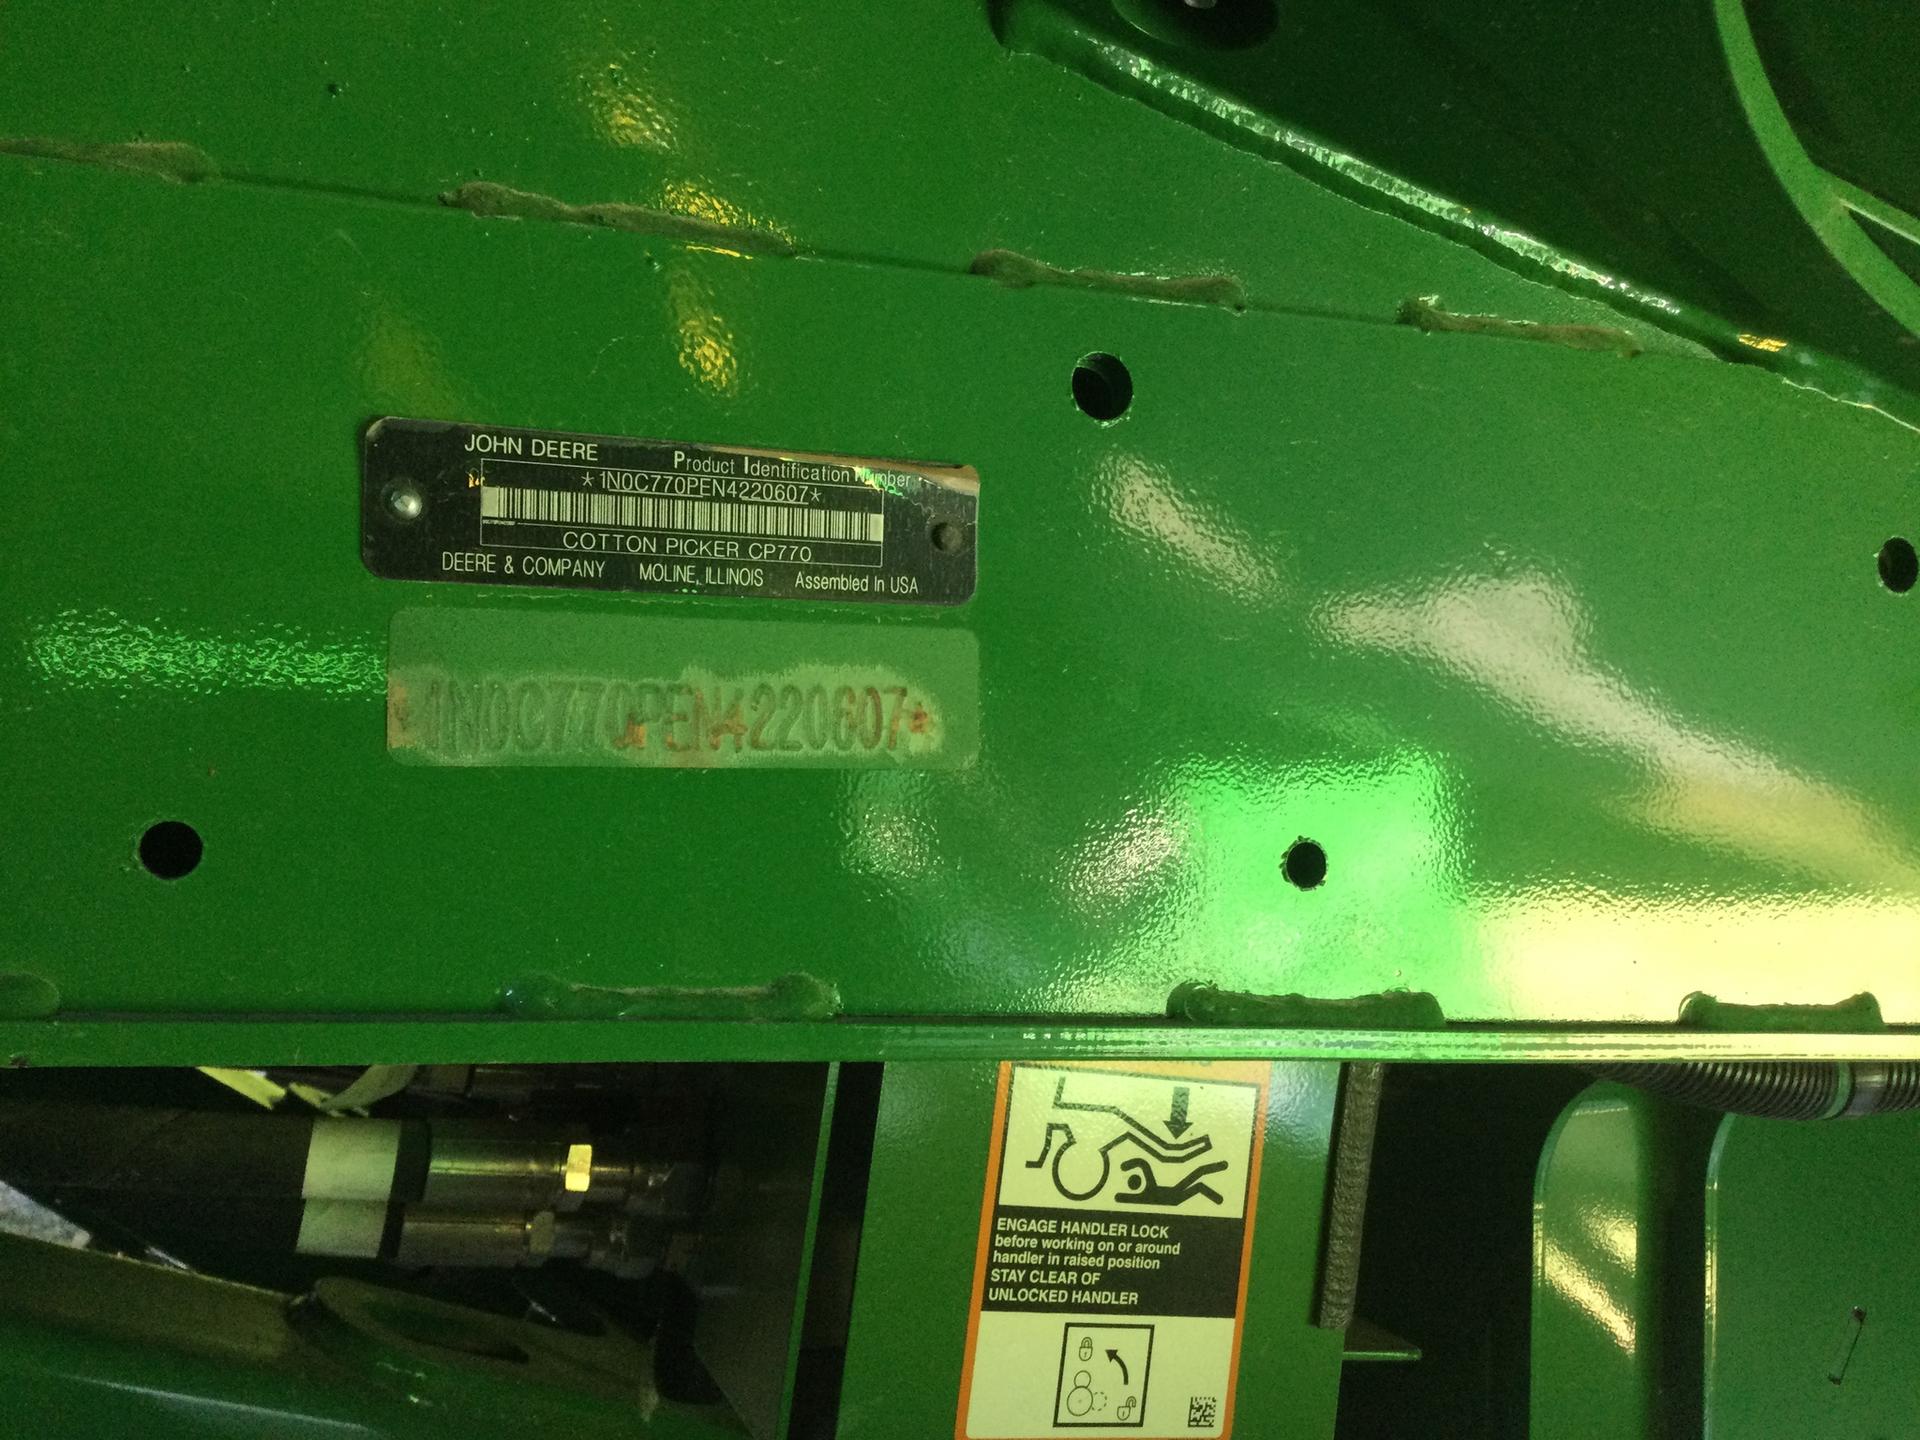 JOHN DEERE
Product Identification Number
*1N0C770PEN4220607*
COTTON PICKER CP770
DEERE & COMPANY MOLINE, ILLINOIS Assembled In USA
1N0C770PEN4220607*
ENGAGE HANDLER LOCK
before working on or around
handler in raised position
STAY CLEAR OF
UNLOCKED HANDLER